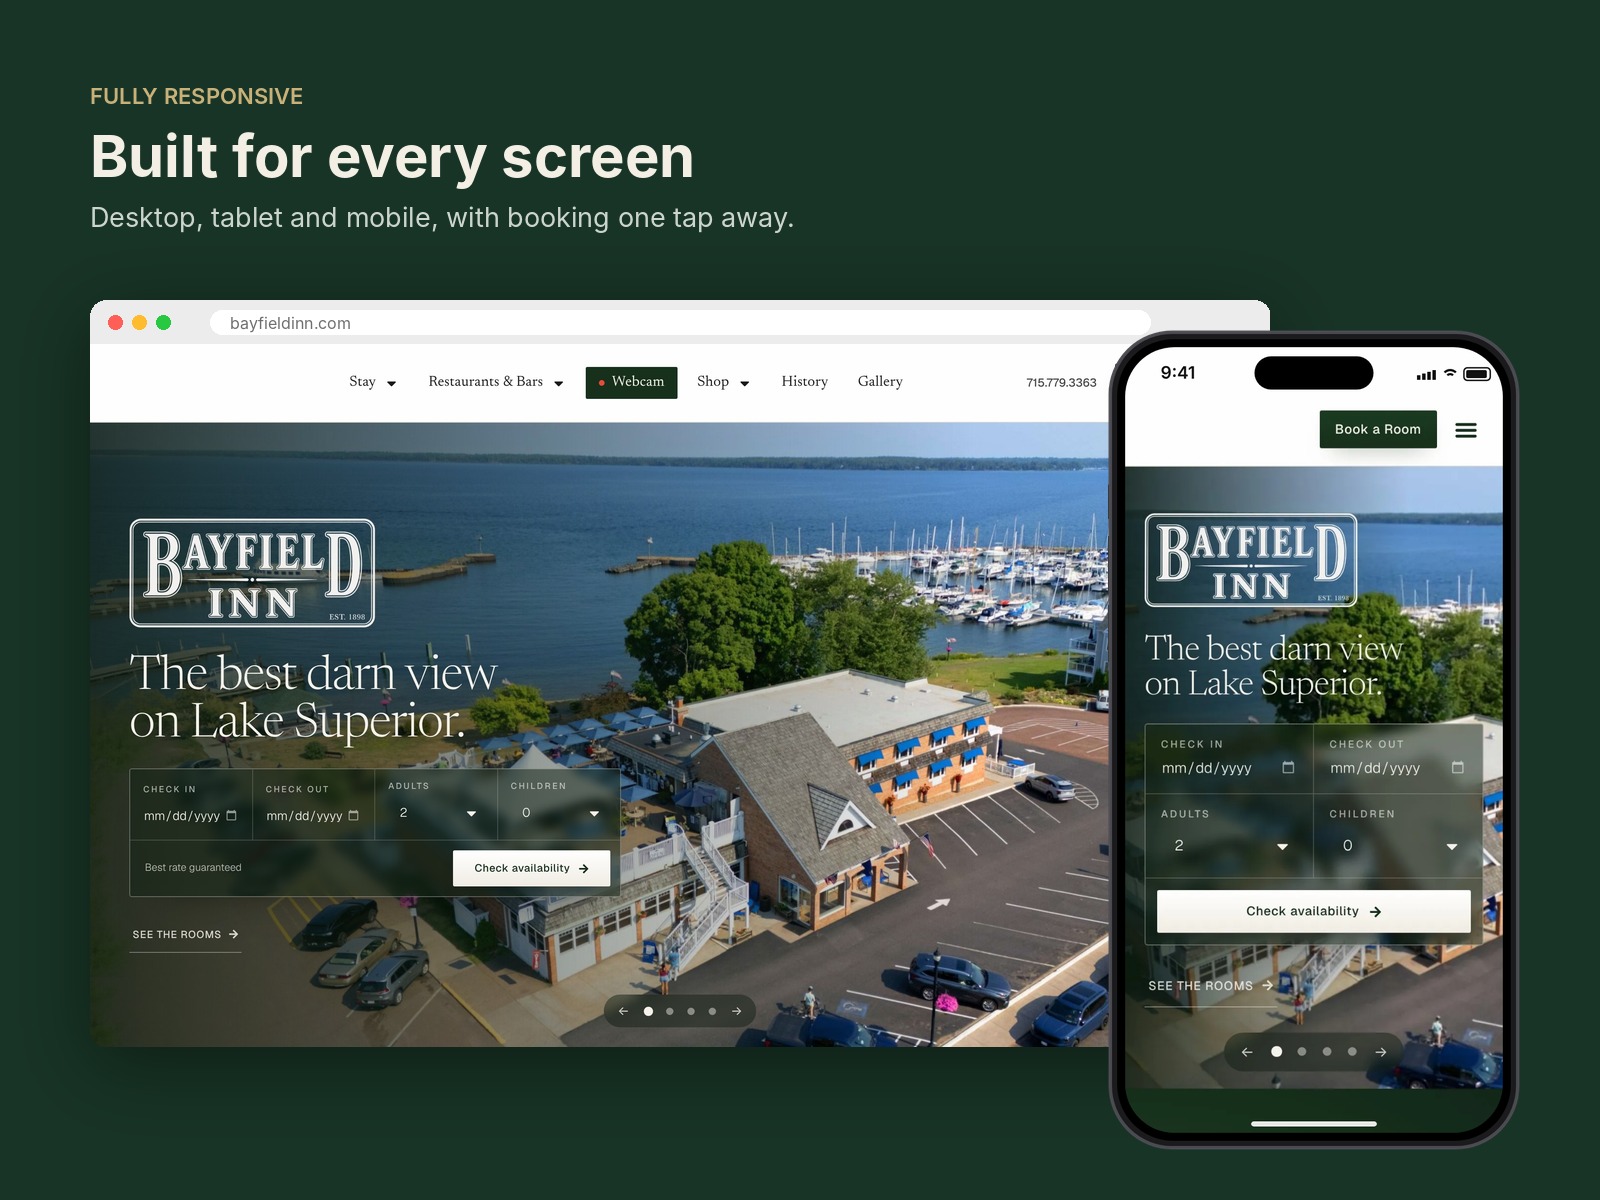 FULLY RESPONSIVE
Built for every screen
Desktop, tablet and mobile, with booking one tap away.
bayfieldinn.com
Stay
Restaurants & Bars
Webcam
Shop
History
Gallery
715.779.3363
BAYFIELD
INN
EST. 1898
The best darn view
on Lake Superior.
CHECK IN
CHECK OUT
ADULTS
CHILDREN
mm/dd/yyyy
mm/dd/yyyy
2
0
Best rate guaranteed
Check availability →
SEE THE ROOMS →
9:41
Book a Room
BAYFIELD
INN
EST. 1898
The best darn view
on Lake Superior.
CHECK IN
CHECK OUT
mm/dd/yyyy
mm/dd/yyyy
ADULTS
CHILDREN
2
0
Check availability →
SEE THE ROOMS →